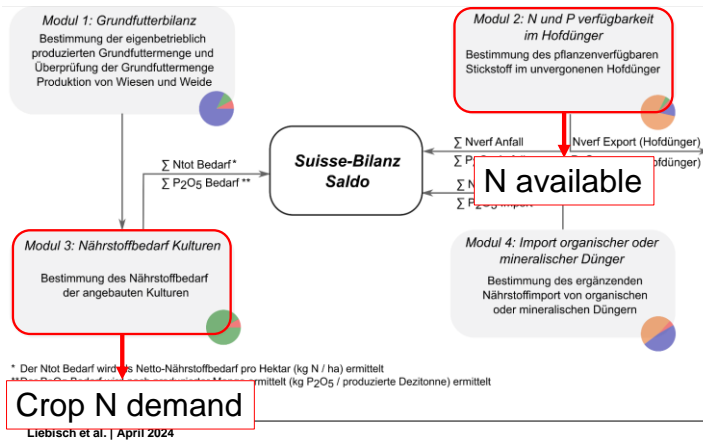 Modul 1: Grundfutterbilanz
Bestimmung der eigenbetrieblich
produzierten Grundfuttermenge und
Überprüfung der Grundfuttermenge
Produktion von Wiesen und Weide
Modul 2: N und P verfügbarkeit
im Hofdünger
Bestimmung des pflanzenverfügbaren
Stickstoff im unvergonenen Hofdünger
∑ Ntot Bedarf *
∑ P2O5 Bedarf **
Suisse-Bilanz
Saldo
∑ Nverf Anfall
Nverf Export (Hofdünger)
N available
Modul 3: Nährstoffbedarf Kulturen
Bestimmung des Nährstoffbedarf
der angebauten Kulturen
Modul 4: Import organischer oder
mineralischer Dünger
Bestimmung des ergänzenden
Nährstoffimport von organischen
oder mineralischen Düngern
* Der Ntot Bedarf wird als Netto-Nährstoffbedarf pro Hektar (kg N / ha) ermittelt
ermittelt (kg P2O5 / produzierte Dezitonne) ermittelt
Crop N demand
Liebisch et al. | April 2024